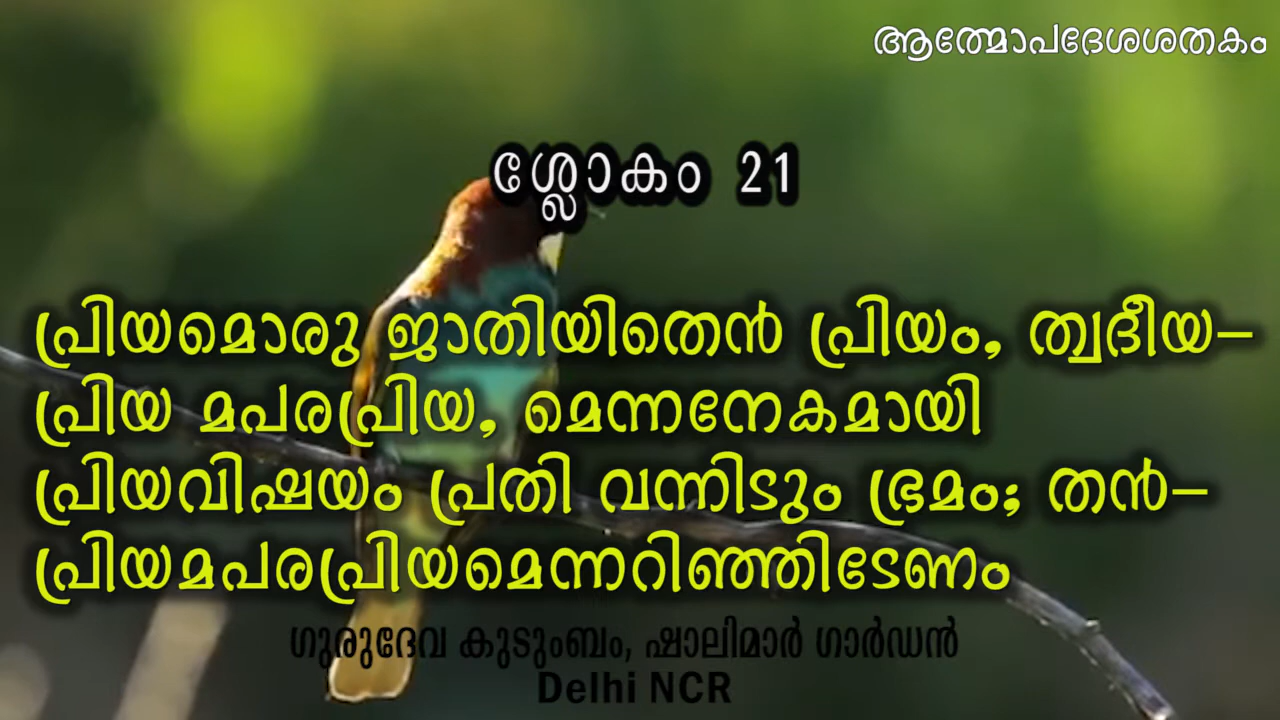 ആത്മോപദേശശതകം
ശ്ലോകം 21
പ്രിയമൊരു ജാതിയിതെൻ പ്രിയം, ത്വദീയ–
പ്രിയ മപരപ്രിയ, മെന്നനേകമായി
പ്രിയവിഷയം പ്രതി വന്നിടും ഭ്രമം; തൻ–
പ്രിയമപരപ്രിയമെന്നറിഞ്ഞിടേണം
ഗുരുദേവ കുടുംബം, ഷാലിമാർ ഗാർഡൻ
Delhi NCR